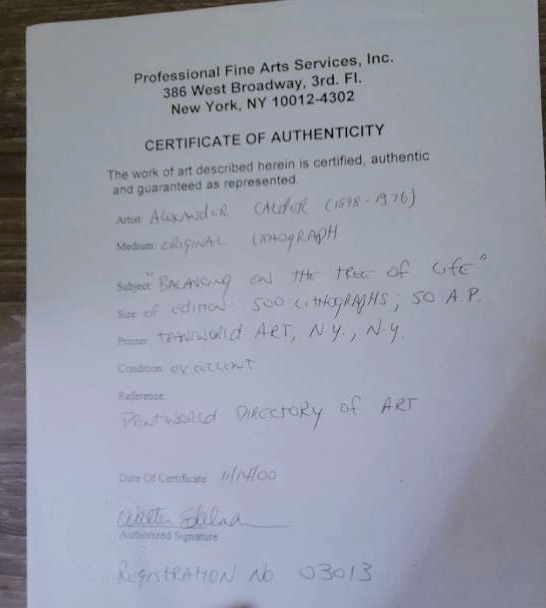 Professional Fine Arts Services, Inc.
386 West Broadway, 3rd. Fl.
New York, NY 10012-4302
CERTIFICATE OF AUTHENTICITY
The work of art described herein is certified, authentic
and guaranteed as represented.
Artist ALEXANDER CALDER (1898-1976)
Medium: ORIGINAL LITHOGRAPH
Subject "BALANCING ON THE TREE OF LIFE"
Size of edition: 500 LITHOGRAPHS; 50 A.P.
Printer: TRANSWORLD ART, N.Y., N.Y.
Condition: EXCELLENT
Reference
PRINTWORLD DIRECTORY of ART
Date Of Certificate 11/14/00
Walter
Authorized Signature
REGISTRATION No 03013